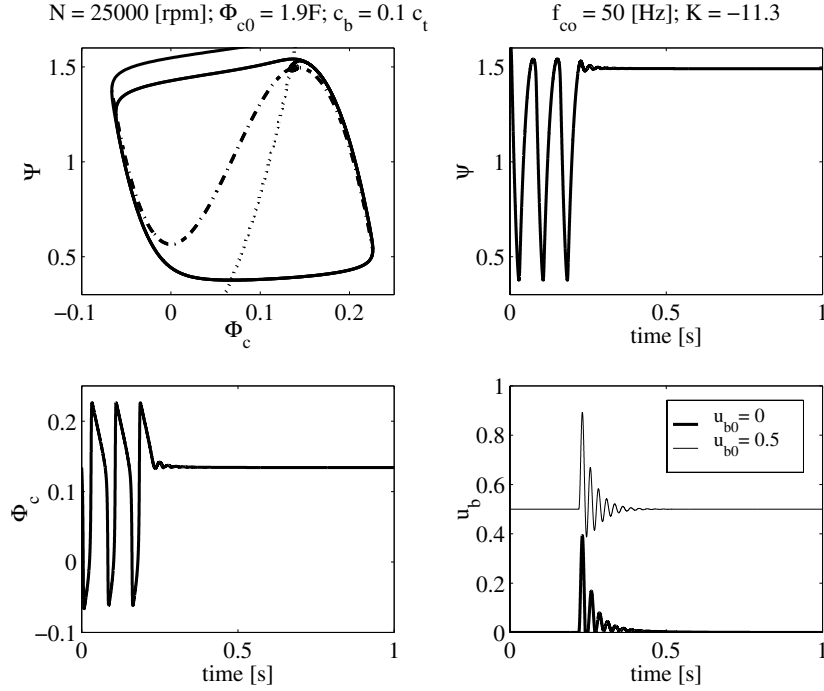 N = 25000 [rpm]; Φc0 = 1.9F; cb = 0.1 ct
fco = 50 [Hz]; K = −11.3
1.5
1
0.5
Ψ
−0.1
0
0.1
0.2
Φc
1.5
1
0.5
ψ
0
0.5
1
time [s]
0.2
0.1
0
−0.1
Φc
0
0.5
1
time [s]
1
0.8
0.6
0.4
0.2
0
ub
ub0= 0
ub0= 0.5
0
0.5
1
time [s]